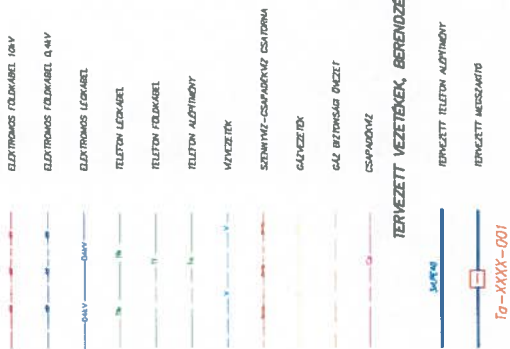 ELEKTROMOS FÖLDKÁBEL 10kV
ELEKTROMOS FÖLDKÁBEL 0,4kV
ELEKTROMOS LÉGKÁBEL
0.4kV 0.4kV
TELEFON LÉGKÁBEL
TELEFON FÖLDKÁBEL
TELEFON ALÉPÍTMÉNY
VÍZVEZETÉK
V V
SZENNYVÍZ-CSAPADÉKVÍZ CSATORNA
GÁZVEZETÉK
GÁZ BIZTONSÁGI ÖVEZET
CSAPADÉKVÍZ
TERVEZETT VEZETÉKEK, BERENDEZÉ
TERVEZETT TELEFON ALÉPÍTMÉNY
TERVEZETT MEGSZAKÍTÓ
Ta-XXXX-001